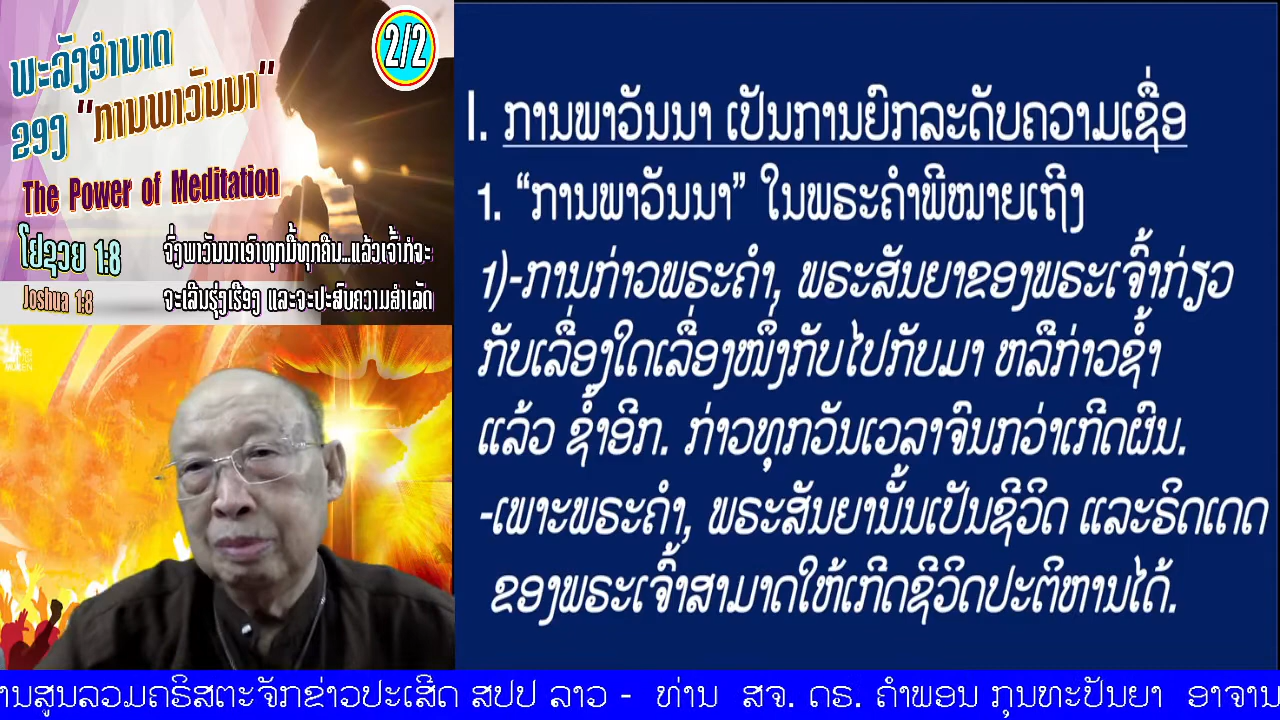 ພະລັງອຳນາດ
ຂອງ "ການພາວັນນາ"
2/2
The Power of Meditation
ໂຢຊວຍ 1:8
Joshua 1:8
ຈົ່ງພາວັນນາເອົາທຸກມື້ທຸກຄືນ...ແລ້ວເຈົ້າກໍຈະ
ຈະເລີນຮຸ່ງເຮືອງ ແລະຈະປະສົບຄວາມສຳເລັດ
I. ການພາວັນນາ ເປັນການຍົກລະດັບຄວາມເຊື່ອ
1. “ການພາວັນນາ” ໃນພຣະຄຳພີໝາຍເຖິງ
1)-ການກ່າວພຣະຄຳ, ພຣະສັນຍາຂອງພຣະເຈົ້າກ່ຽວ
ກັບເລື່ອງໃດເລື່ອງໜຶ່ງກັບໄປກັບມາ ຫລືກ່າວຊ້ຳ
ແລ້ວ ຊ້ຳອີກ. ກ່າວທຸກວັນເວລາຈົນກວ່າເກີດຜົນ.
-ເພາະພຣະຄຳ, ພຣະສັນຍານັ້ນເປັນຊີວິດ ແລະຣິດເດດ
ຂອງພຣະເຈົ້າສາມາດໃຫ້ເກີດຊີວິດປະຕິຫານໄດ້.
ານສູນລວມຄຣິສຕະຈັກຂ່າວປະເສີດ ສປປ ລາວ - ທ່ານ ສຈ. ດຣ. ຄຳພອນ ກຸນທະປັນຍາ ອາຈານ